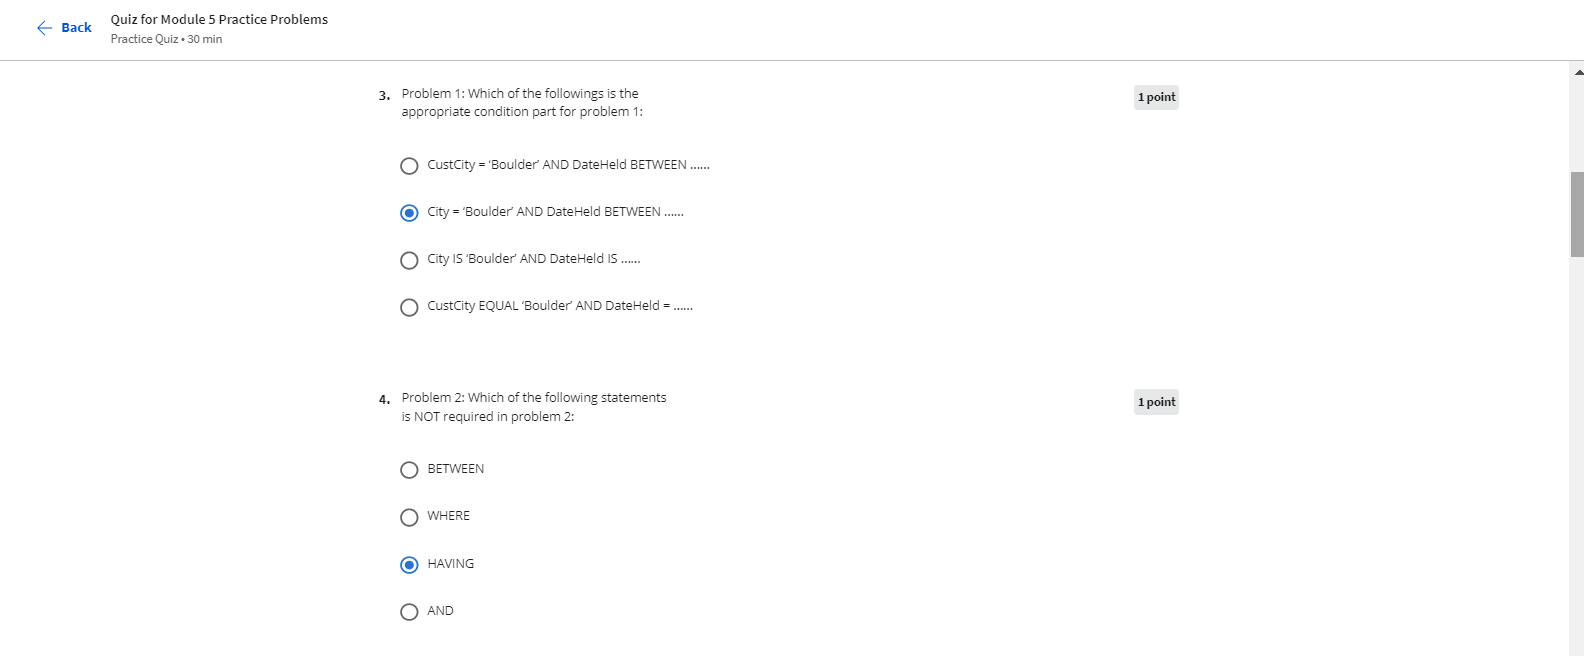 Back
Quiz for Module 5 Practice Problems
Practice Quiz • 30 min
3. Problem 1: Which of the followings is the
appropriate condition part for problem 1:
1 point
CustCity = ‘Boulder’ AND DateHeld BETWEEN ......
City = ‘Boulder’ AND DateHeld BETWEEN ......
City IS ‘Boulder’ AND DateHeld IS ......
CustCity EQUAL ‘Boulder’ AND DateHeld = ......
4. Problem 2: Which of the following statements
is NOT required in problem 2:
1 point
BETWEEN
WHERE
HAVING
AND